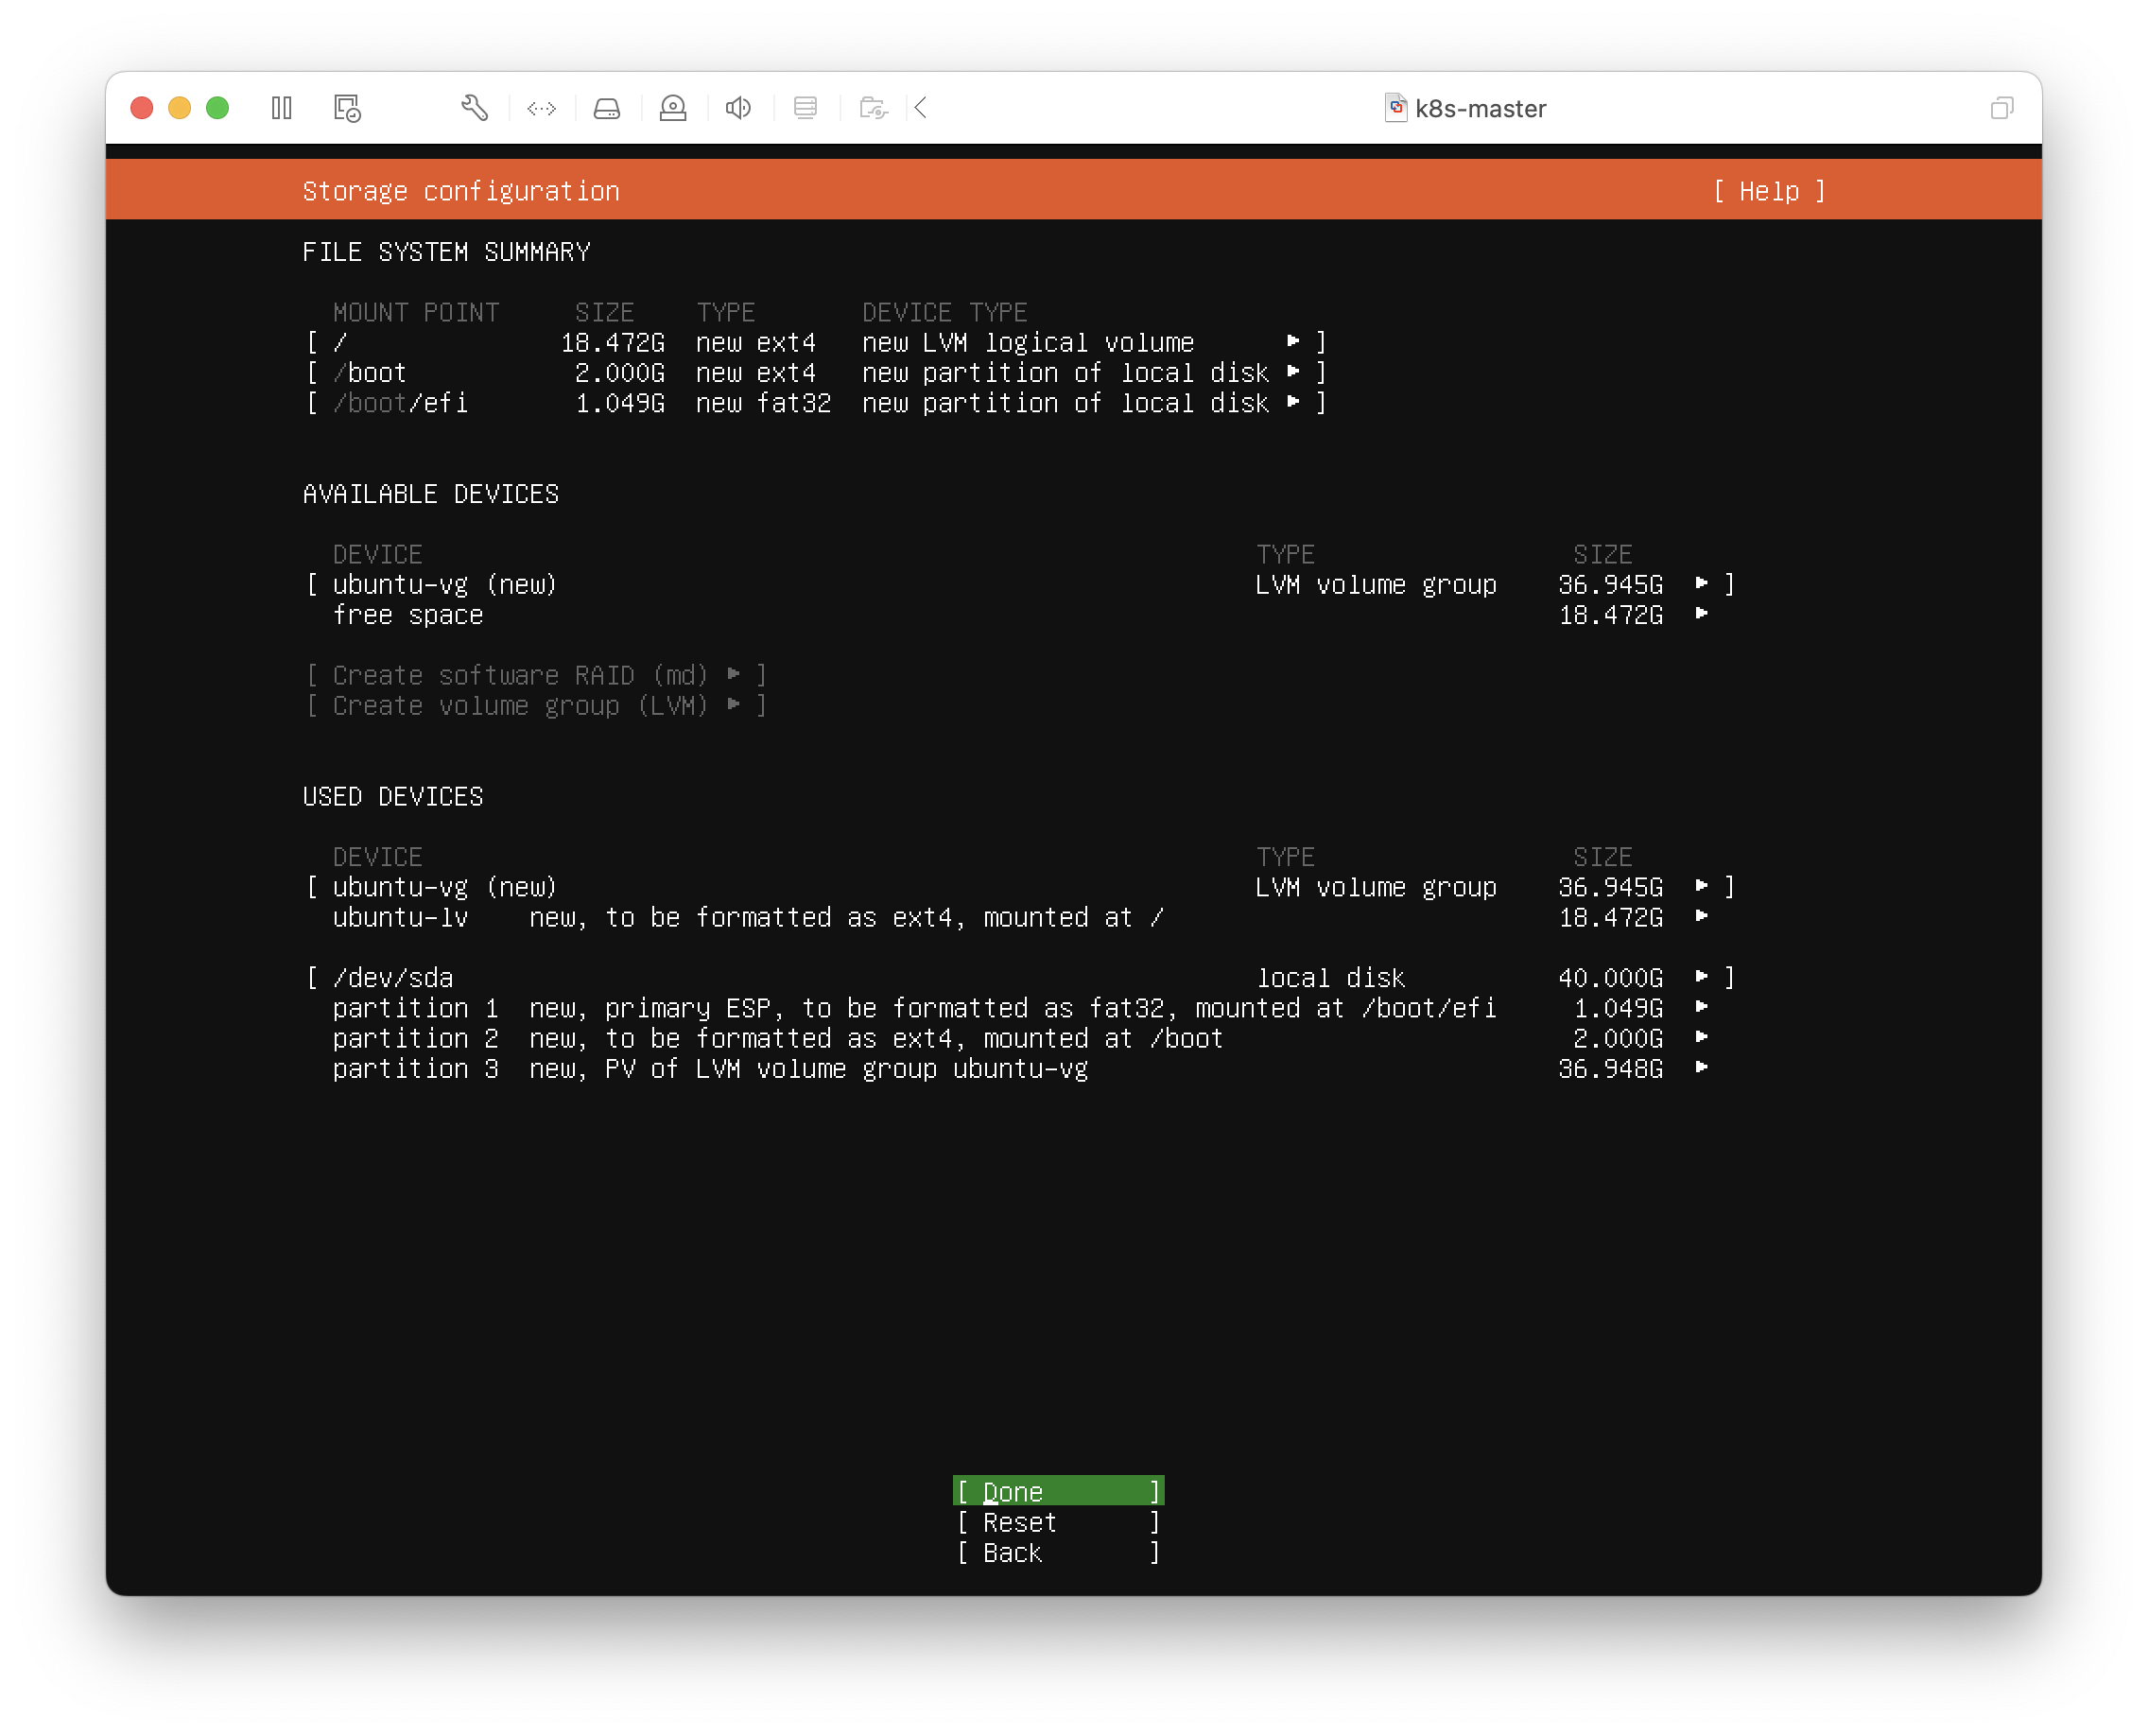 k8s-master
Storage configuration [ Help ]
FILE SYSTEM SUMMARY
MOUNT POINT SIZE TYPE DEVICE TYPE
[ / 18.472G new ext4 new LVM logical volume ▸ ]
[ /boot 2.000G new ext4 new partition of local disk ▸ ]
[ /boot/efi 1.049G new fat32 new partition of local disk ▸ ]
AVAILABLE DEVICES
DEVICE TYPE SIZE
[ ubuntu-vg (new) LVM volume group 36.945G ▸ ]
free space 18.472G ▸
[ Create software RAID (md) ▸ ]
[ Create volume group (LVM) ▸ ]
USED DEVICES
DEVICE TYPE SIZE
[ ubuntu-vg (new) LVM volume group 36.945G ▸ ]
ubuntu-lv new, to be formatted as ext4, mounted at / 18.472G ▸
[ /dev/sda local disk 40.000G ▸ ]
partition 1 new, primary ESP, to be formatted as fat32, mounted at /boot/efi 1.049G ▸
partition 2 new, to be formatted as ext4, mounted at /boot 2.000G ▸
partition 3 new, PV of LVM volume group ubuntu-vg 36.948G ▸
[ Done ]
[ Reset ]
[ Back ]